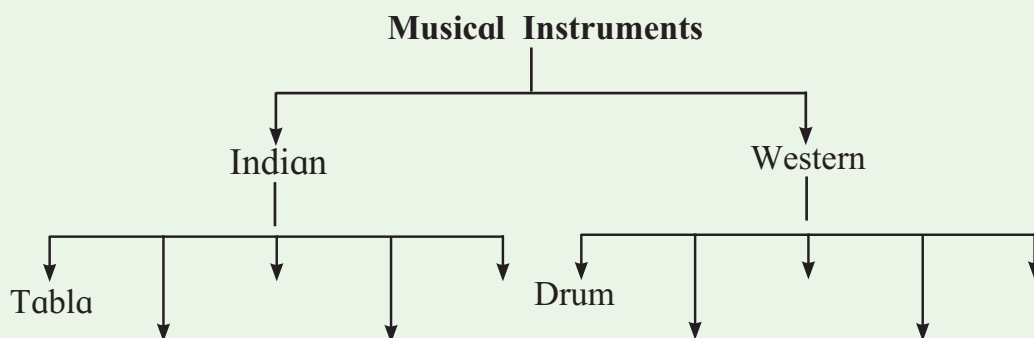 Musical Instruments
Indian
Western
Tabla
Drum